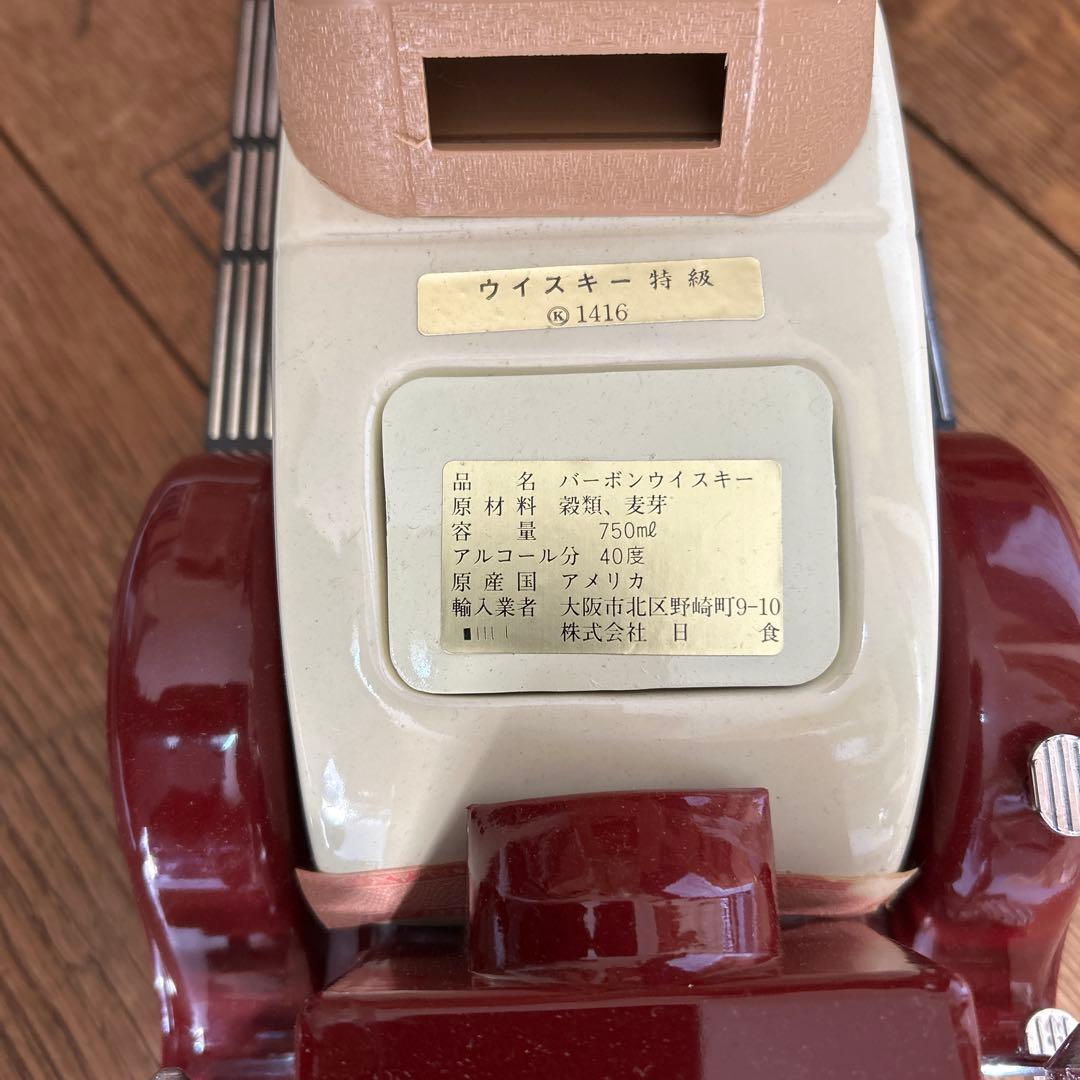 ウイスキー特級
Ⓚ1416
品名 バーボンウイスキー
原材料 穀類、麦芽
容量 750㎖
アルコール分 40度
原産国 アメリカ
輸入業者 大阪市北区野崎町9-10
株式会社 日食